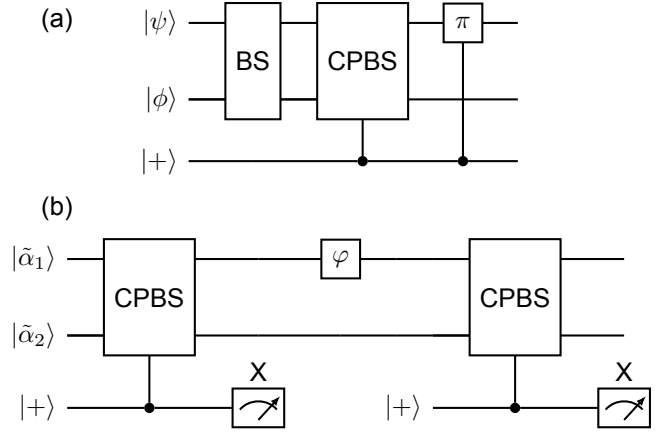 (a)
|ψ⟩ BS CPBS π
|ϕ⟩
|+⟩
(b)
|α̃₁⟩ CPBS φ CPBS
|α̃₂⟩
X X
|+⟩ |+⟩